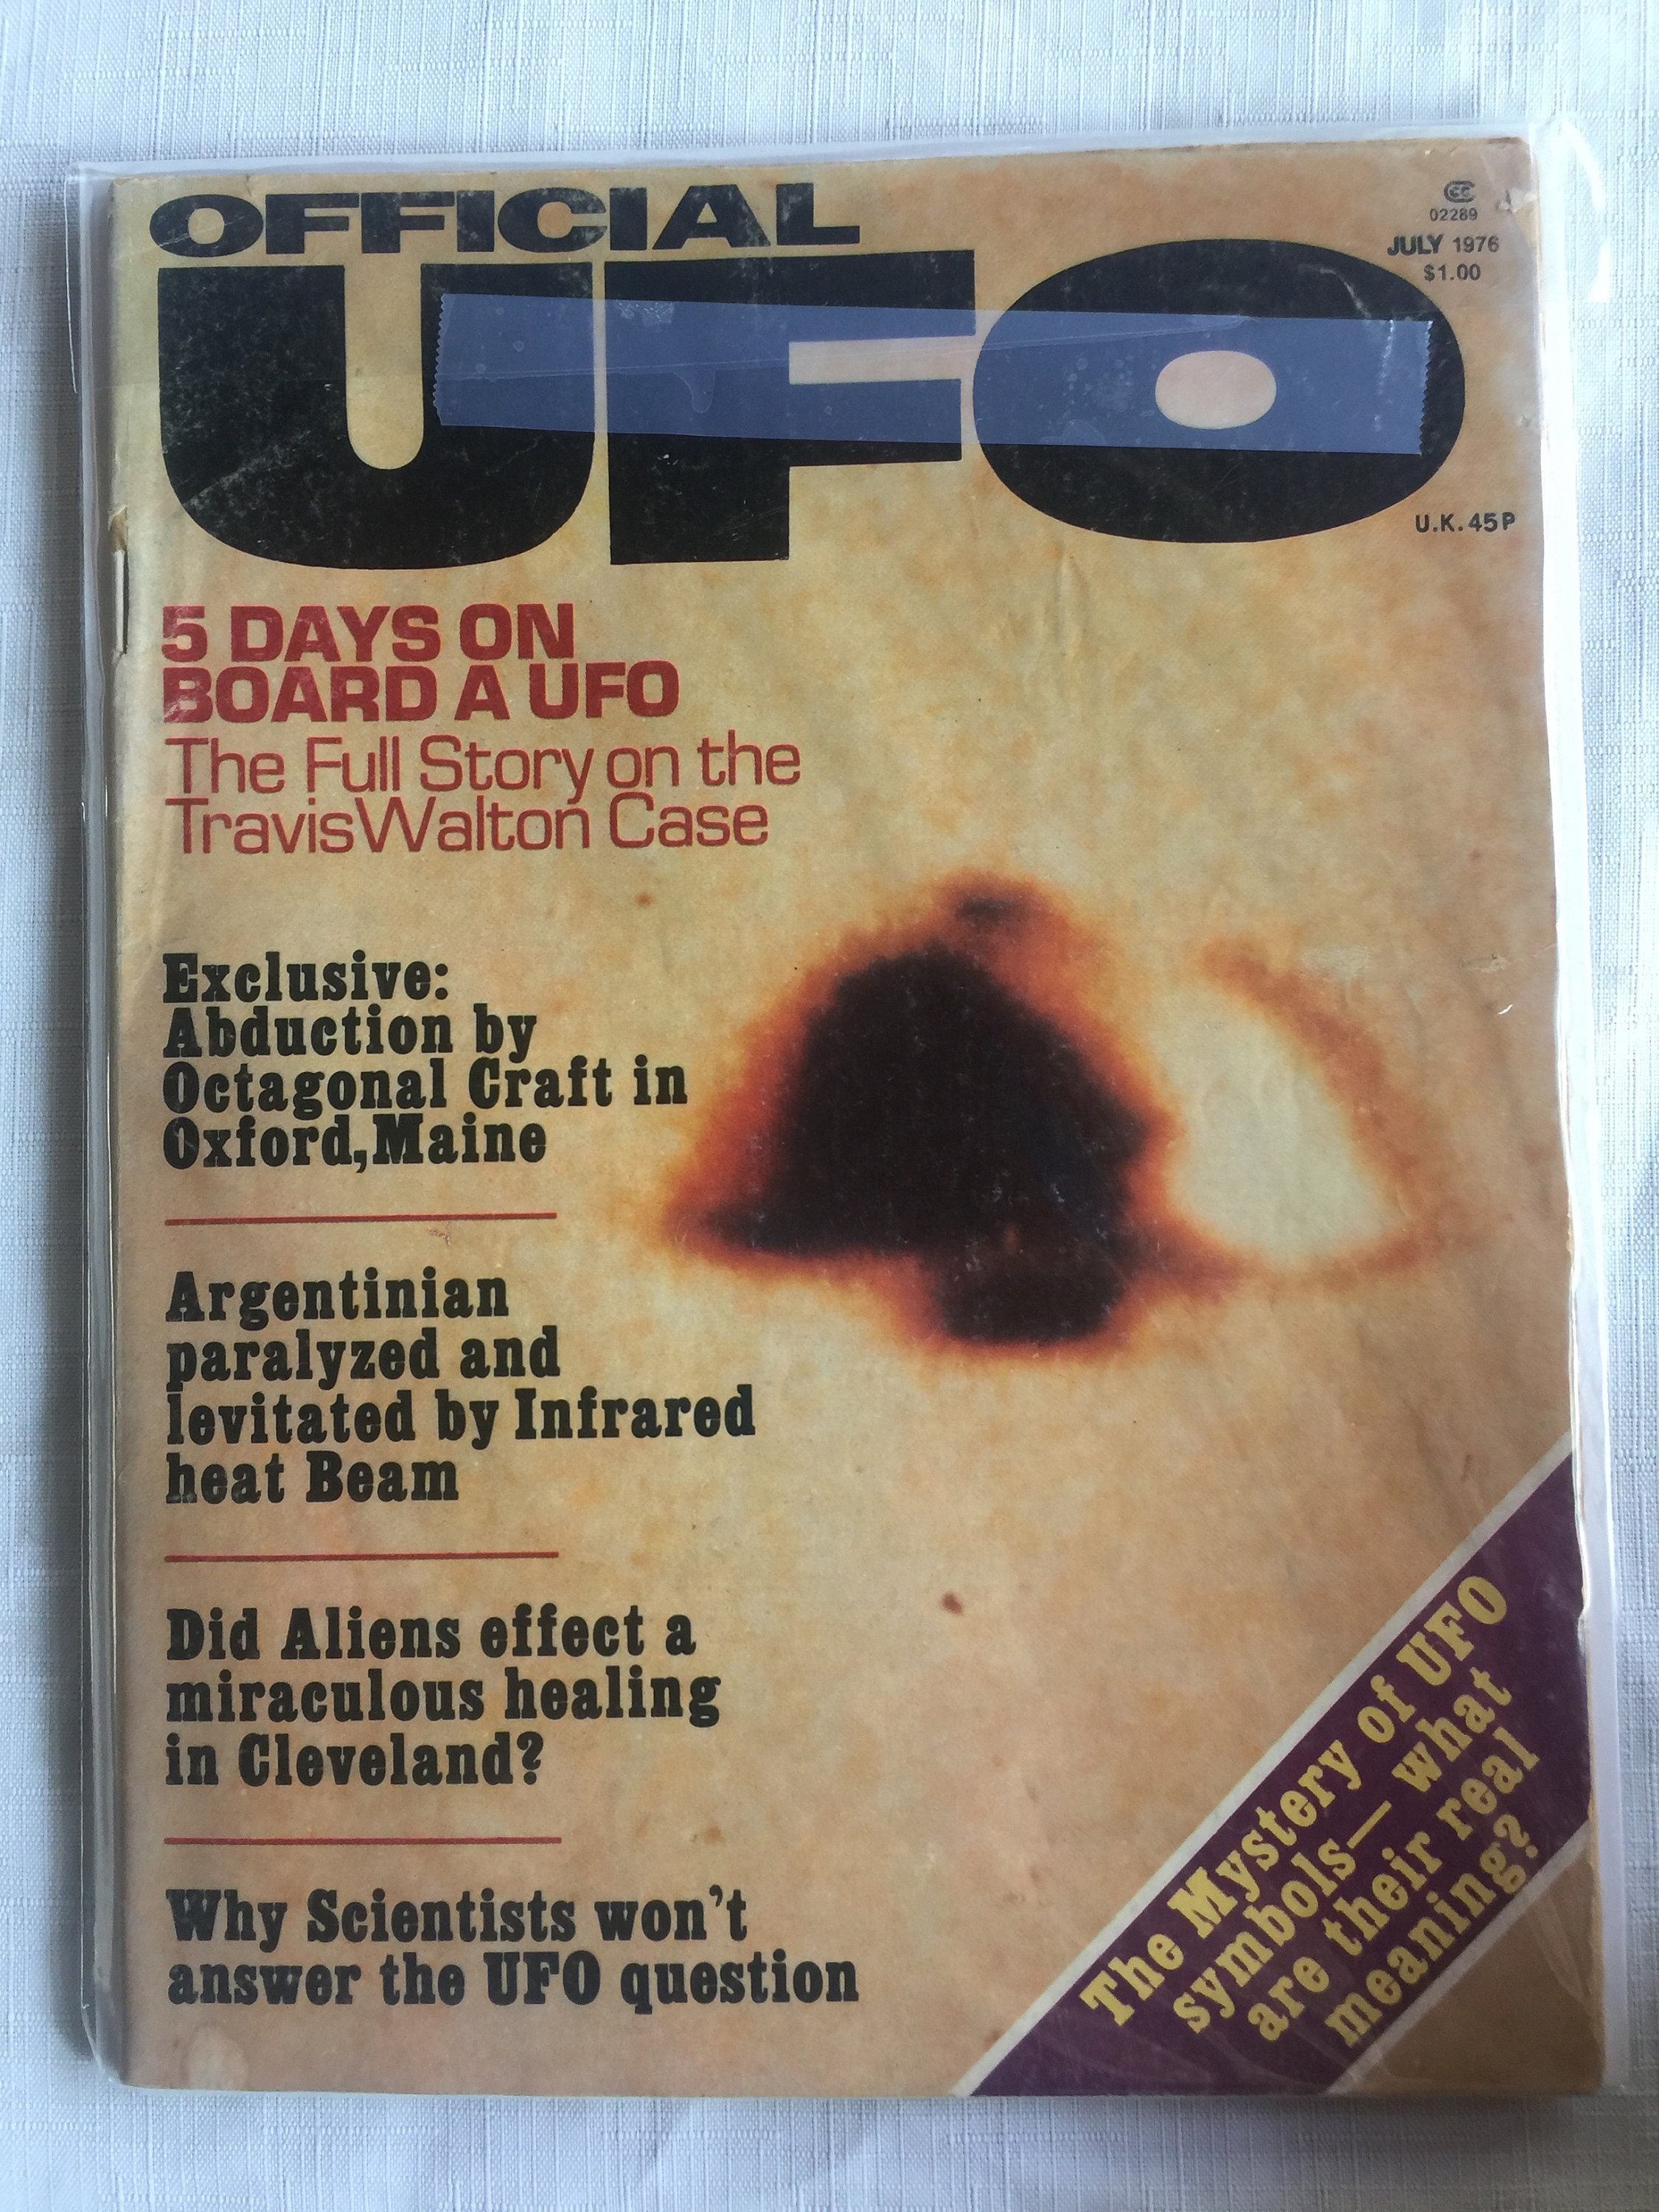 OFFICIAL
UFO
CC
02289
JULY 1976
$1.00
U.K. 45P
5 DAYS ON
BOARD A UFO
The Full Story on the
Travis Walton Case
Exclusive:
Abduction by
Octagonal Craft in
Oxford, Maine
Argentinian
paralyzed and
levitated by Infrared
heat Beam
Did Aliens effect a
miraculous healing
in Cleveland?
Why Scientists won't
answer the UFO question
The Mystery of UFO
symbols— what
are their real
meaning?